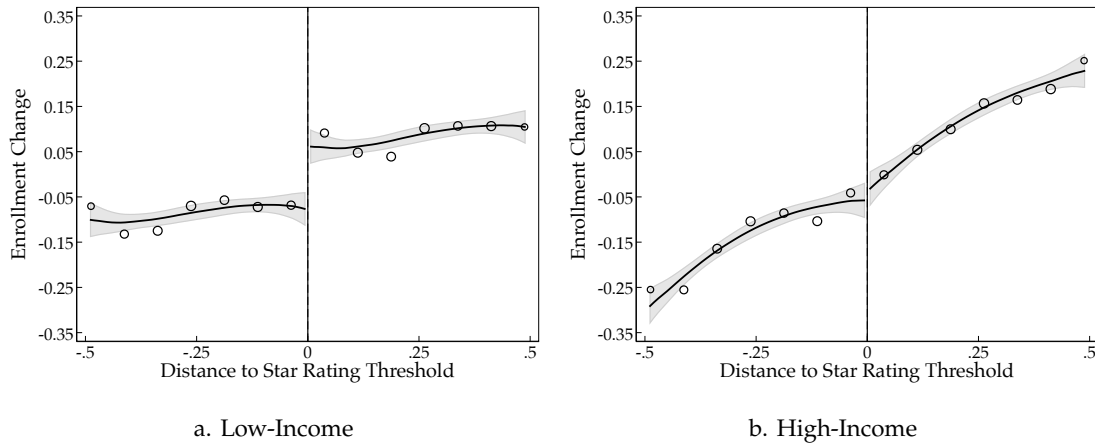 0.35
0.25
0.15
0.05
-0.05
-0.15
-0.25
-0.35
Enrollment Change
-.5 -.25 0 .25 .5
Distance to Star Rating Threshold
a. Low-Income
0.35
0.25
0.15
0.05
-0.05
-0.15
-0.25
-0.35
Enrollment Change
-.5 -.25 0 .25 .5
Distance to Star Rating Threshold
b. High-Income